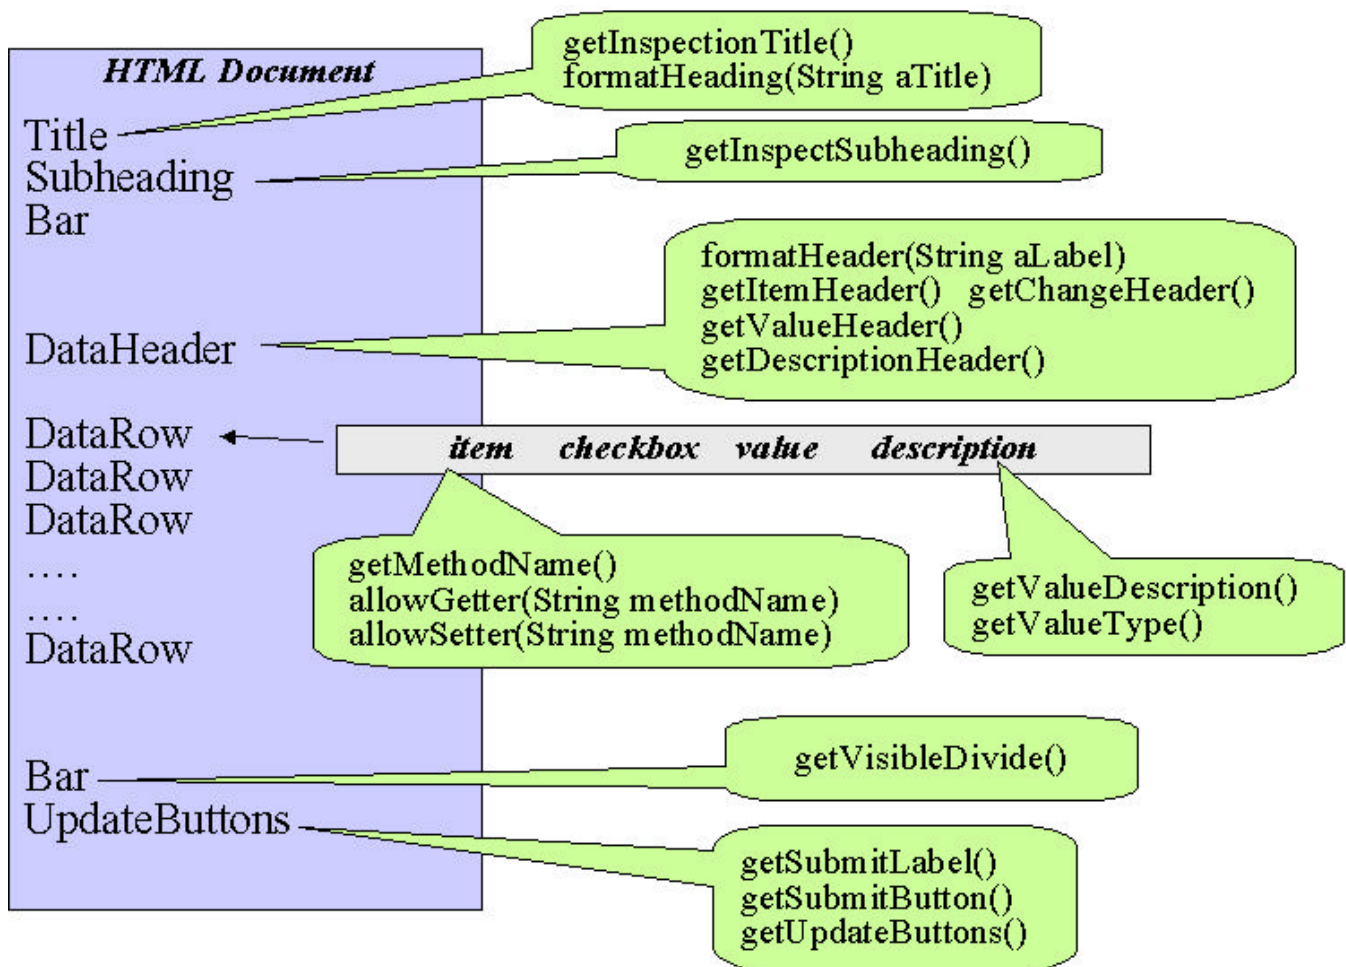 HTML Document
getInspectionTitle()
formatHeading(String aTitle)
Title
getInspectSubheading()
Subheading
Bar
formatHeader(String aLabel)
getItemHeader() getChangeHeader()
getValueHeader()
getDescriptionHeader()
DataHeader
DataRow
item checkbox value description
DataRow
DataRow
....
....
DataRow
getMethodName()
allowGetter(String methodName)
allowSetter(String methodName)
getValueDescription()
getValueType()
getVisibleDivide()
Bar
UpdateButtons
getSubmitLabel()
getSubmitButton()
getUpdateButtons()